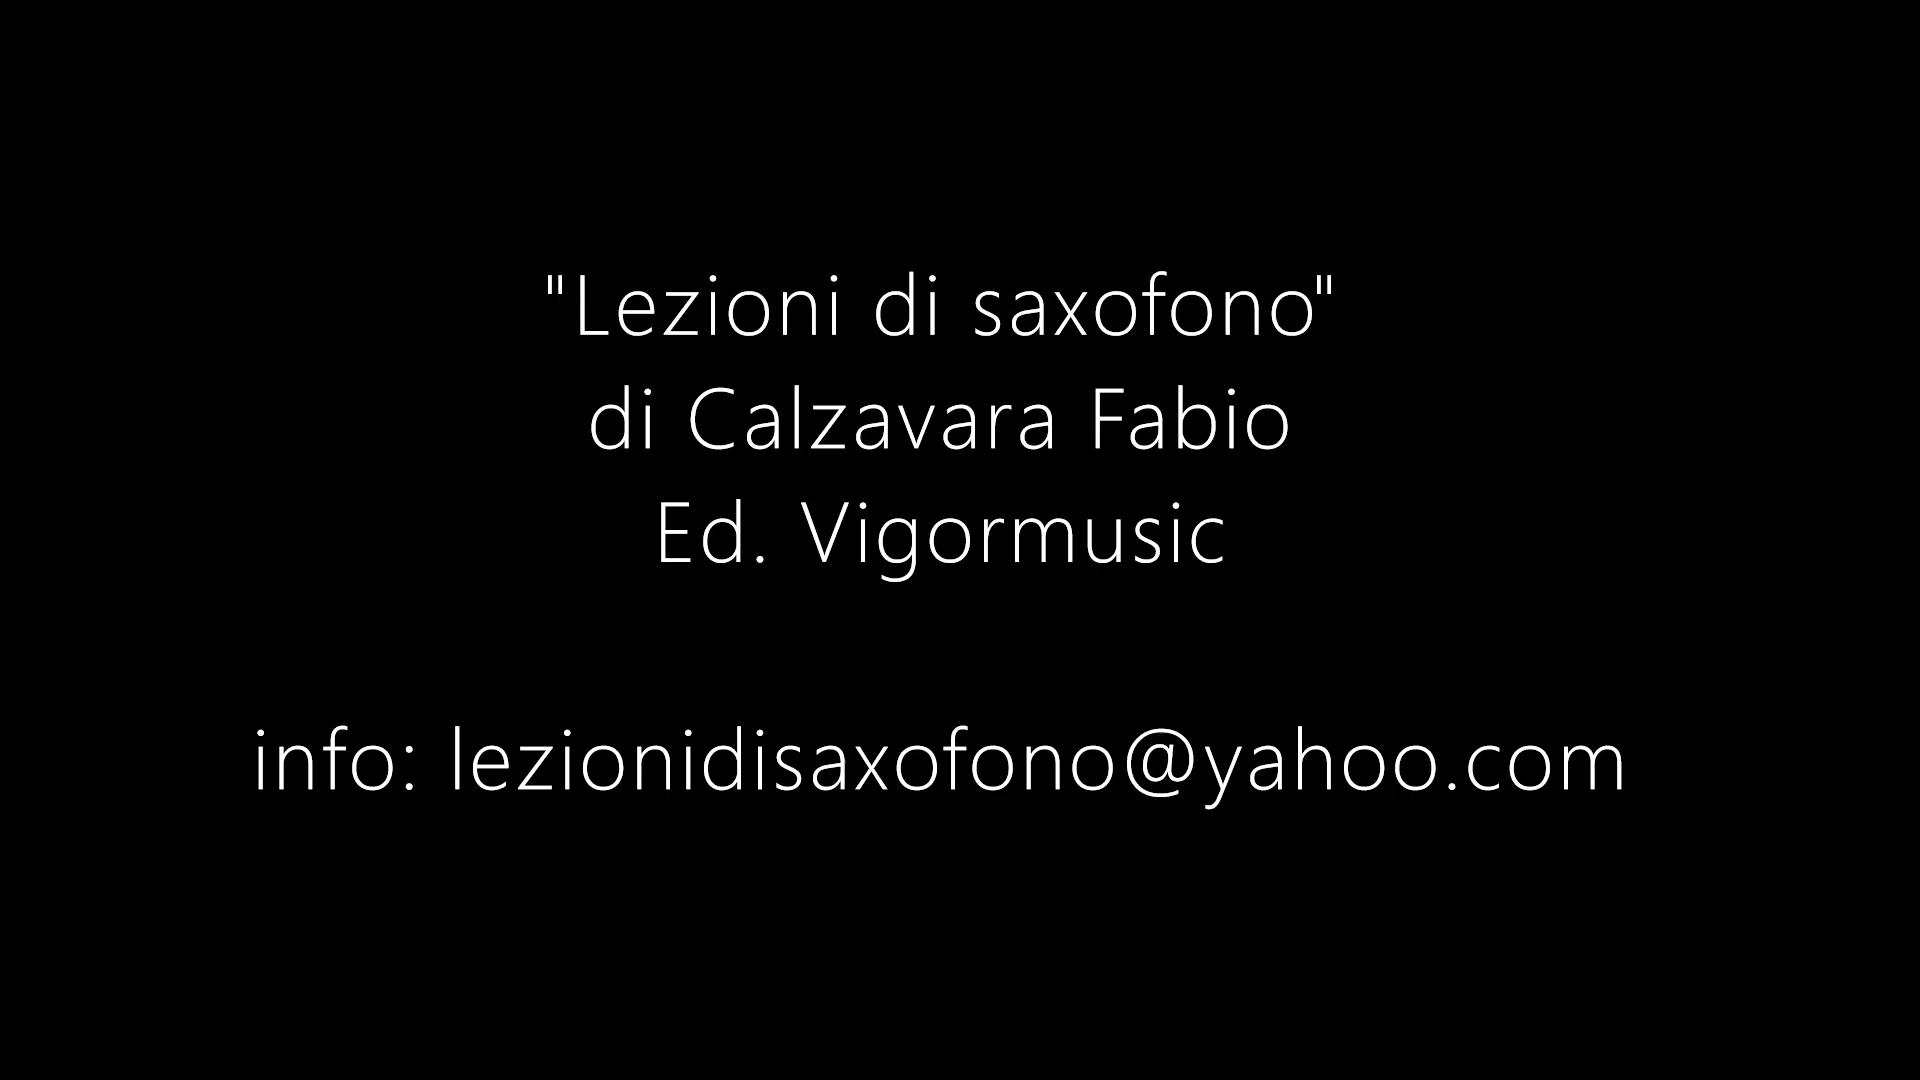 "Lezioni di saxofono"
di Calzavara Fabio
Ed. Vigormusic
info: lezionidisaxofono@yahoo.com